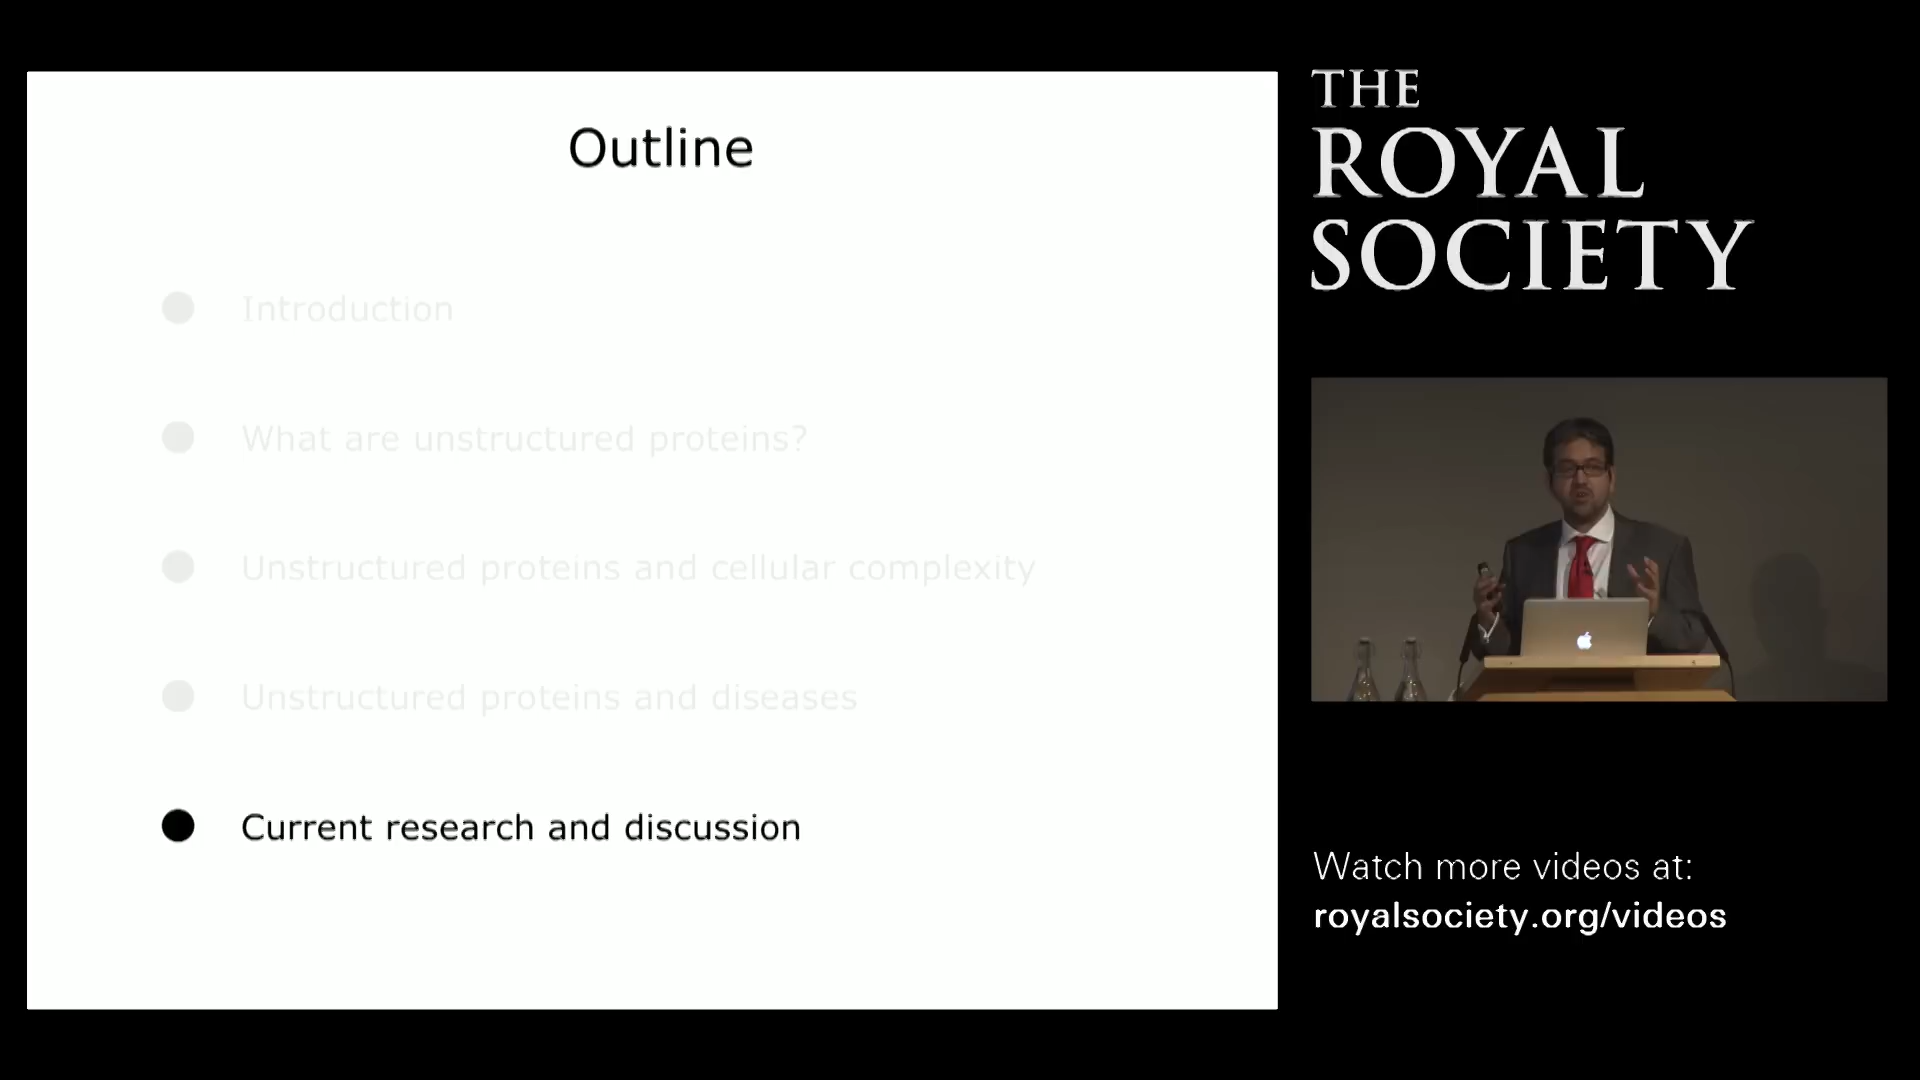 Outline
Introduction
What are unstructured proteins?
Unstructured proteins and cellular complexity
Unstructured proteins and diseases
Current research and discussion
THE
ROYAL
SOCIETY
Watch more videos at:
royalsociety.org/videos